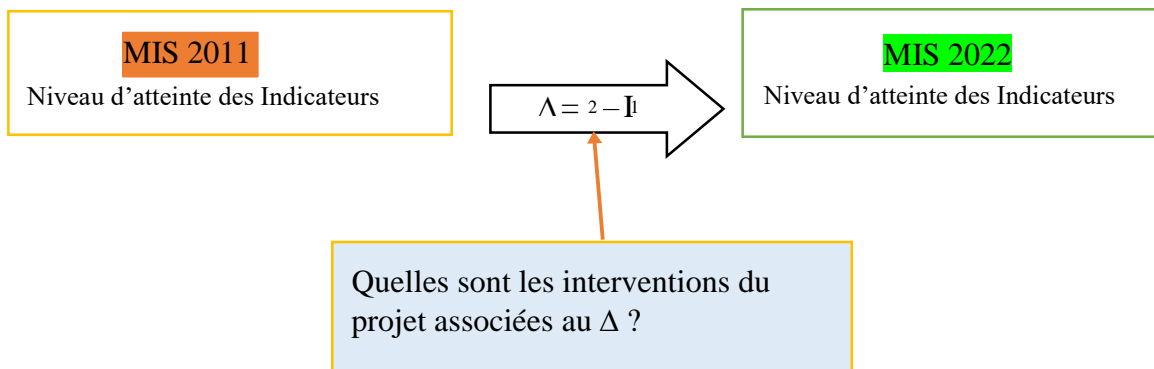 MIS 2011
Niveau d’atteinte des Indicateurs
Λ = 2 – I1
MIS 2022
Niveau d’atteinte des Indicateurs
Quelles sont les interventions du
projet associées au Δ ?